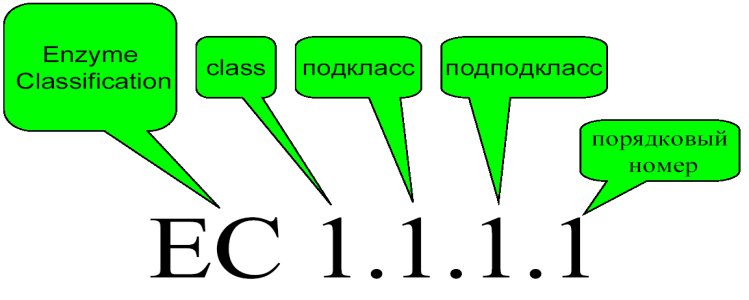 Enzyme
Classification
class
подкласс
подподкласс
порядковый
номер
EC 1.1.1.1